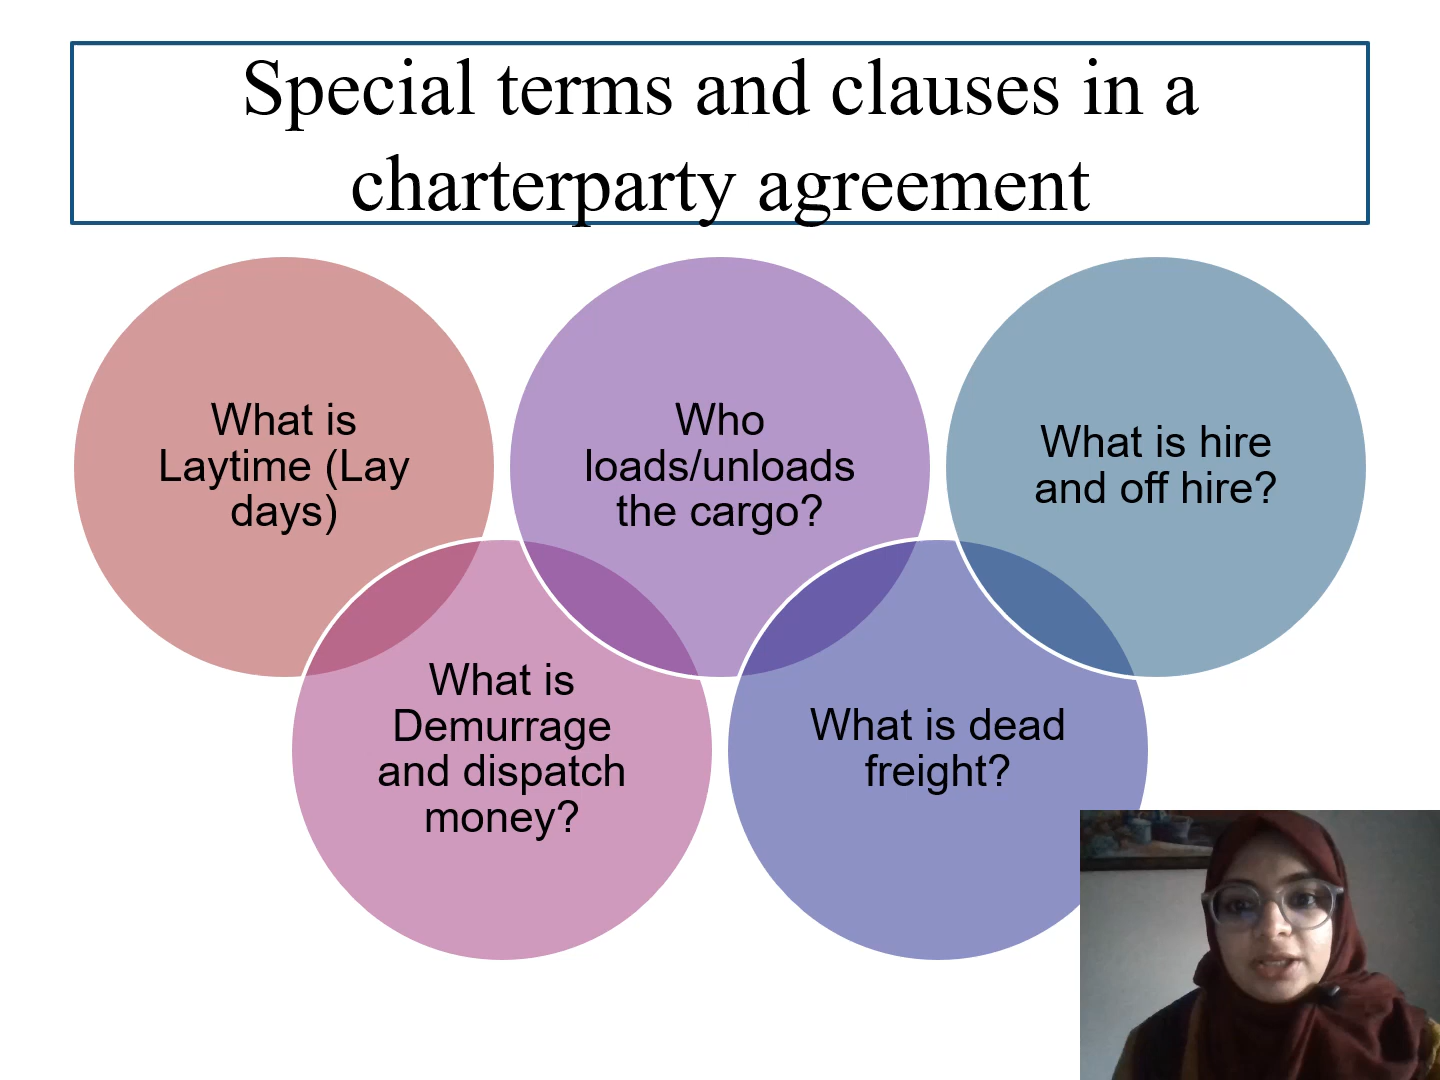 Special terms and clauses in a
charterparty agreement
What is
Laytime (Lay
days)
Who
loads/unloads
the cargo?
What is hire
and off hire?
What is
Demurrage
and dispatch
money?
What is dead
freight?